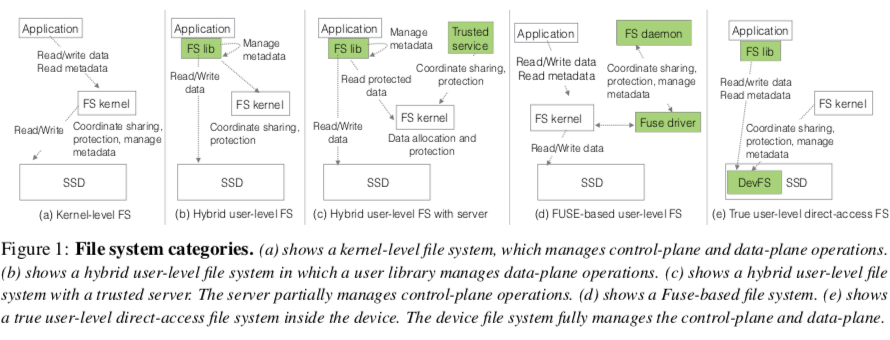 Application
Read/write data
Read metadata
FS kernel
Read/Write
Coordinate sharing,
protection, manage
metadata
SSD
(a) Kernel-level FS
Application
FS lib
Manage
metadata
Read/Write
data
FS kernel
Coordinate sharing,
protection
SSD
(b) Hybrid user-level FS
Application
FS lib
Manage
metadata
Trusted
service
Read protected
data
Coordinate sharing,
protection
FS kernel
Read/Write
data
Data allocation and
protection
SSD
(c) Hybrid user-level FS with server
Application
FS daemon
Read/Write data
Read metadata
Coordinate sharing,
protection, manage
metadata
FS kernel
Fuse driver
Read/Write data
SSD
(d) FUSE-based user-level FS
Application
FS lib
Read/write data
Read metadata
FS kernel
Coordinate sharing,
protection, manage
metadata
DevFS
SSD
(e) True user-level direct-access FS
Figure 1: File system categories. (a) shows a kernel-level file system, which manages control-plane and data-plane operations.
(b) shows a hybrid user-level file system in which a user library manages data-plane operations. (c) shows a hybrid user-level file
system with a trusted server. The server partially manages control-plane operations. (d) shows a Fuse-based file system. (e) shows
a true user-level direct-access file system inside the device. The device file system fully manages the control-plane and data-plane.